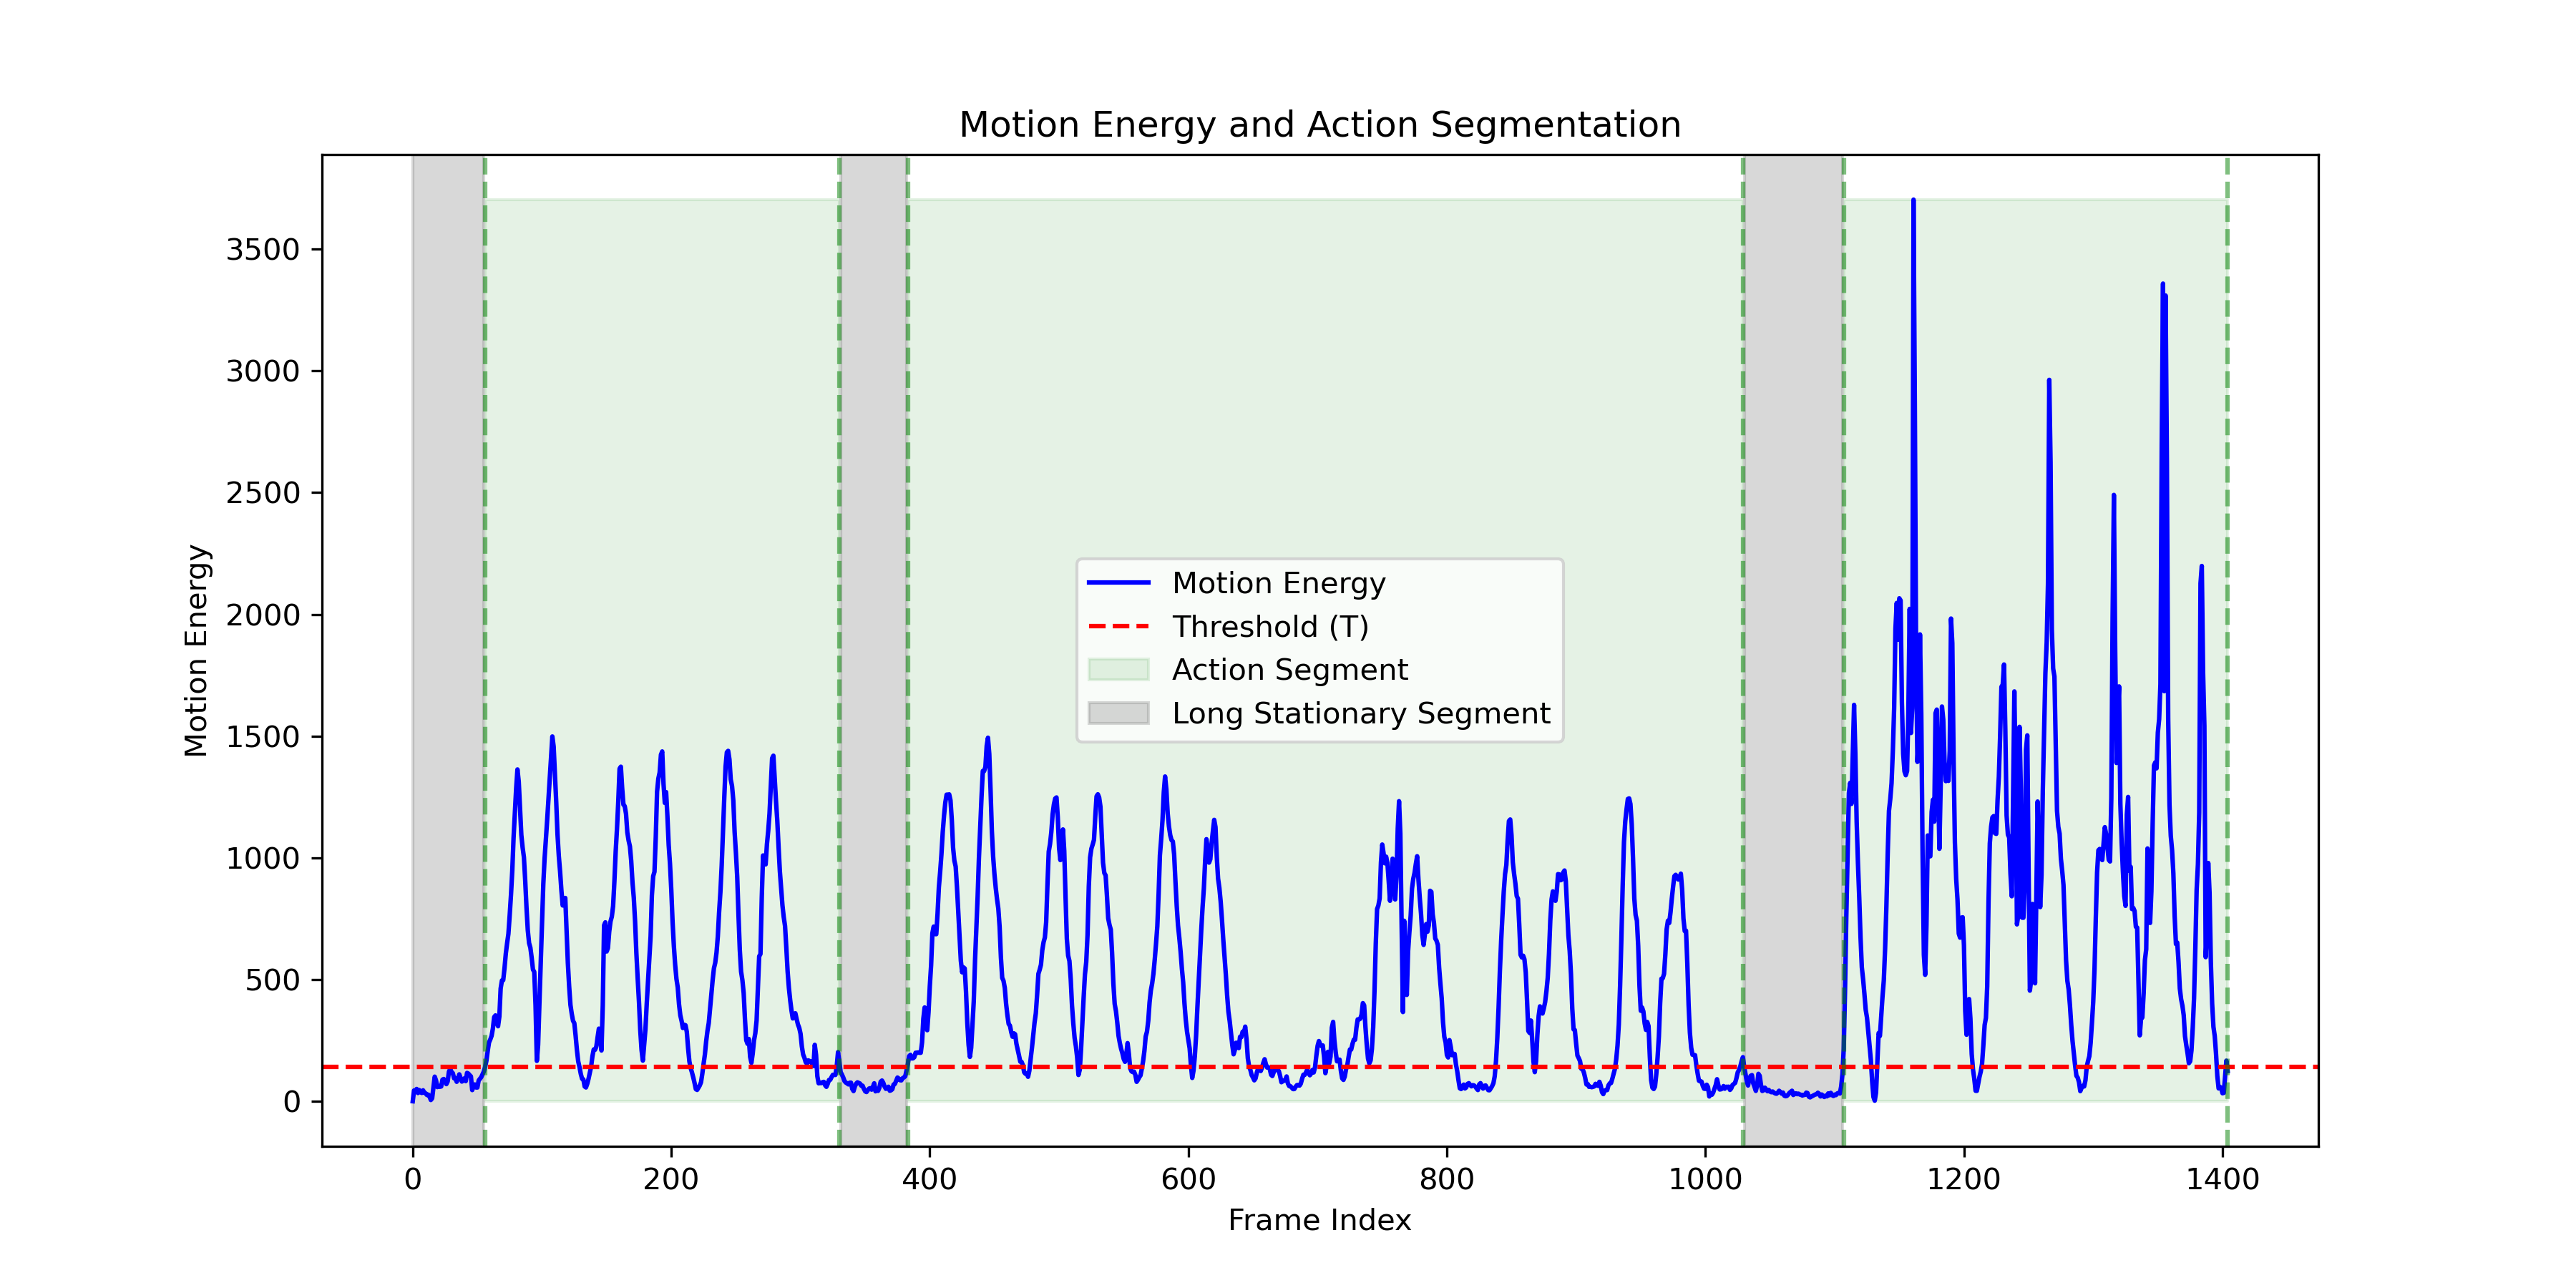 Motion Energy and Action Segmentation
Motion Energy
3500
3000
2500
2000
1500
1000
500
0
Motion Energy
Threshold (T)
Action Segment
Long Stationary Segment
0 200 400 600 800 1000 1200 1400
Frame Index